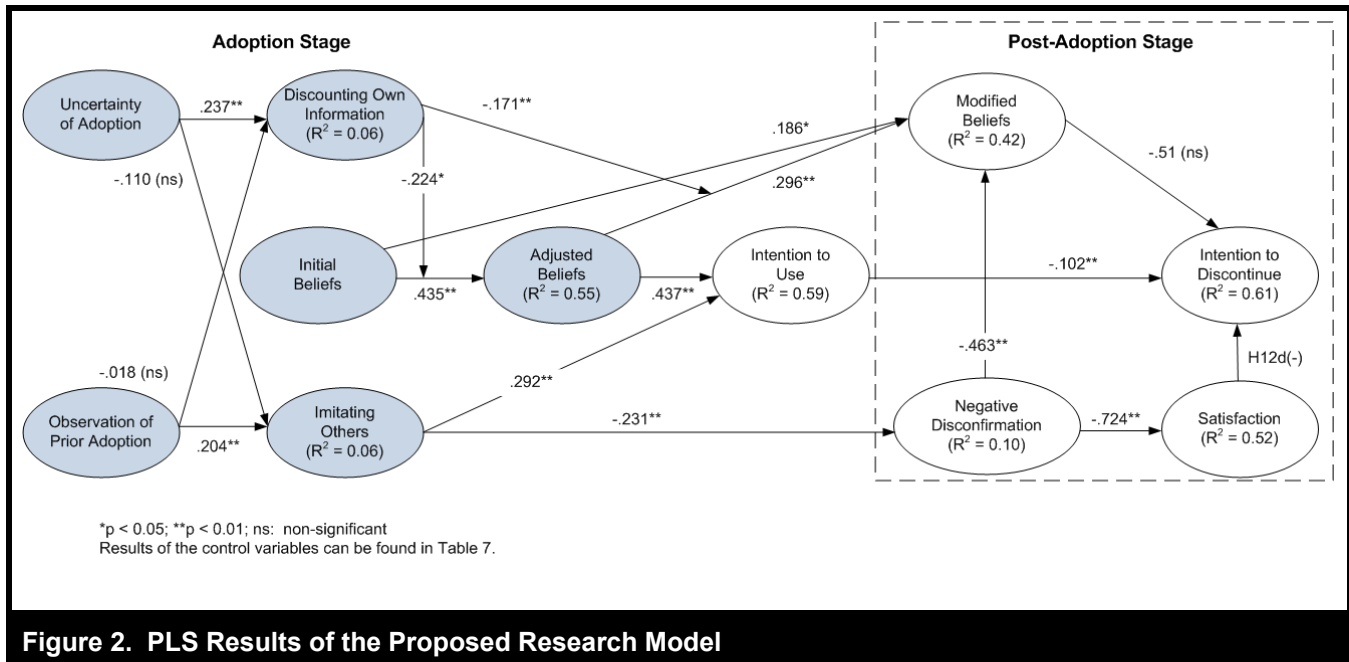 Adoption Stage
Post-Adoption Stage
Uncertainty
of Adoption
.237**
Discounting Own
Information
(R² = 0.06)
-.171**
Modified
Beliefs
(R² = 0.42)
.186*
-.51 (ns)
-.110 (ns)
-.224*
.296**
Initial
Beliefs
.435**
Adjusted
Beliefs
(R² = 0.55)
.437**
Intention to
Use
(R² = 0.59)
-.102**
Intention to
Discontinue
(R² = 0.61)
-.463**
H12d(-)
-.018 (ns)
.292**
Observation of
Prior Adoption
.204**
Imitating
Others
(R² = 0.06)
-.231**
Negative
Disconfirmation
(R² = 0.10)
-.724**
Satisfaction
(R² = 0.52)
*p < 0.05; **p < 0.01; ns: non-significant
Results of the control variables can be found in Table 7.
Figure 2. PLS Results of the Proposed Research Model